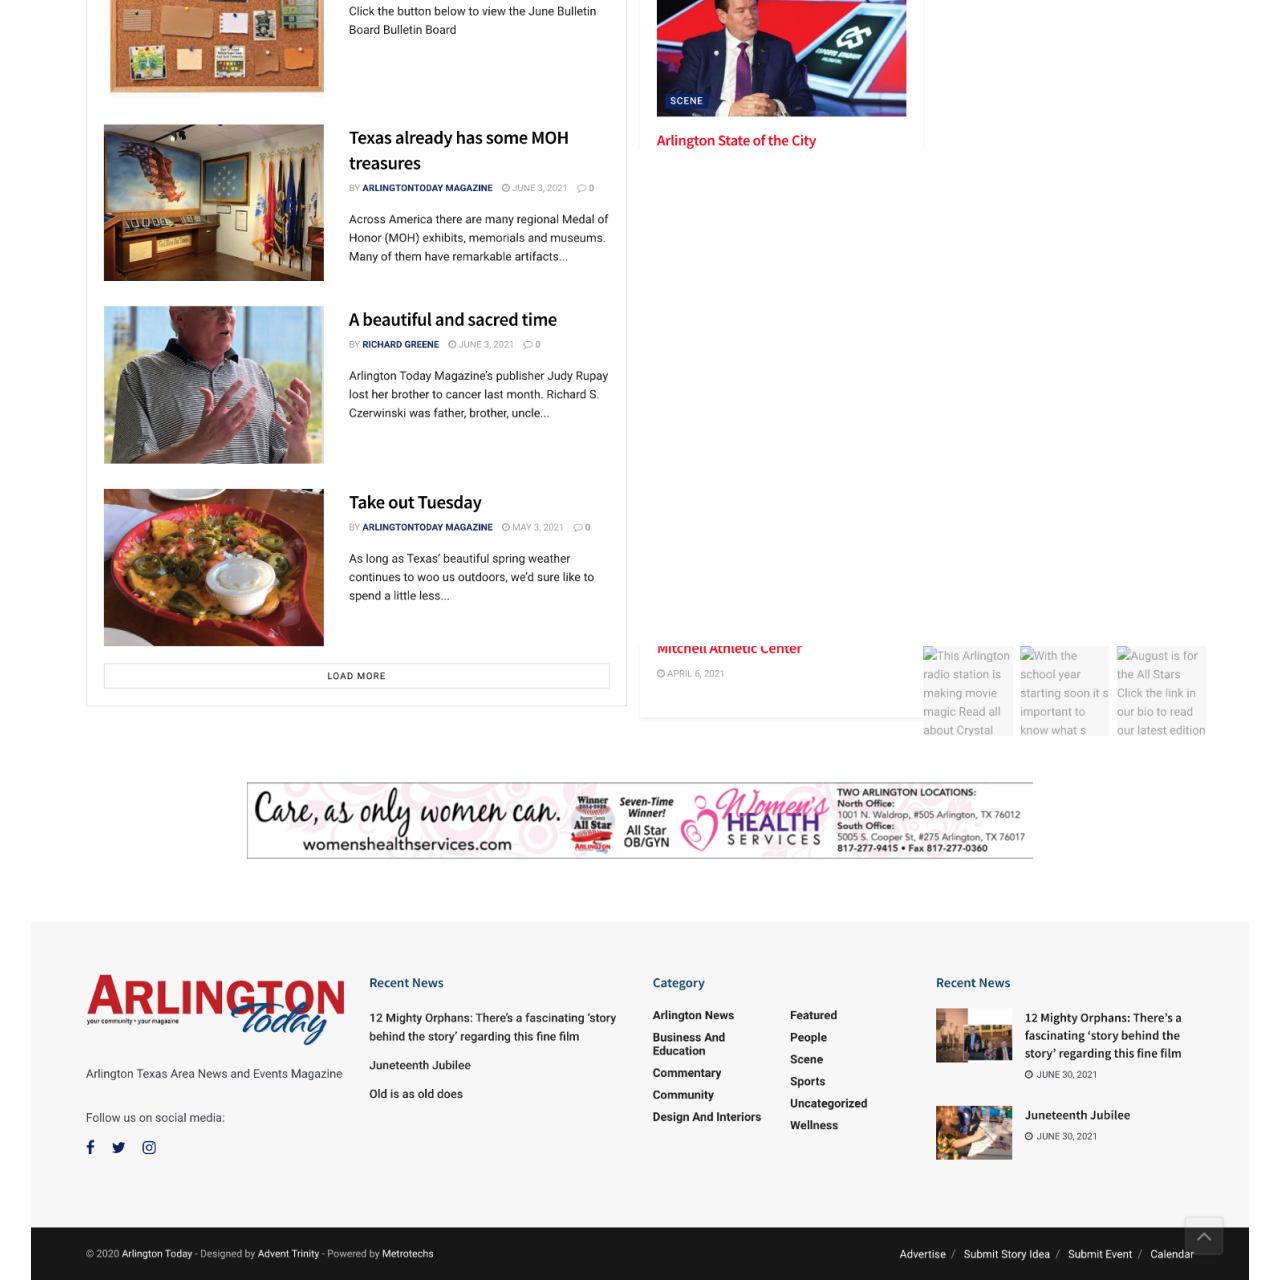 Click the button below to view the June Bulletin
Board Bulletin Board
SCENE
Arlington State of the City
Texas already has some MOH
treasures
BY ARLINGTONTODAY MAGAZINE JUNE 3, 2021 0
Across America there are many regional Medal of
Honor (MOH) exhibits, memorials and museums.
Many of them have remarkable artifacts...
A beautiful and sacred time
BY RICHARD GREENE JUNE 3, 2021 0
Arlington Today Magazine's publisher Judy Rupay
lost her brother to cancer last month. Richard S.
Czerwinski was father, brother, uncle...
Take out Tuesday
BY ARLINGTONTODAY MAGAZINE MAY 3, 2021 0
As long as Texas' beautiful spring weather
continues to woo us outdoors, we'd sure like to
spend a little less...
LOAD MORE
Mitchell Athletic Center
APRIL 6, 2021
This Arlington
radio station is
making movie
magic Read all
about Crystal
With the
school year
starting soon it s
important to
know what s
August is for
the All Stars
Click the link in
our bio to read
our latest edition
Care, as only women can.
womenshealthservices.com
Winner
All Star
ARLINGTON
Seven-Time
Winner!
All Star
OB/GYN
Women's
HEALTH
SERVICES
TWO ARLINGTON LOCATIONS:
North Office:
1001 N. Waldrop, #505 Arlington, TX 76012
South Office:
5005 S. Cooper St, #275 Arlington, TX 76017
817-277-9415 • Fax 817-277-0360
ARLINGTON
Today
your community • your magazine
Arlington Texas Area News and Events Magazine
Follow us on social media:
Recent News
12 Mighty Orphans: There's a fascinating 'story
behind the story' regarding this fine film
Juneteenth Jubilee
Old is as old does
Category
Arlington News
Business And
Education
Commentary
Community
Design And Interiors
Featured
People
Scene
Sports
Uncategorized
Wellness
Recent News
12 Mighty Orphans: There's a
fascinating 'story behind the
story' regarding this fine film
JUNE 30, 2021
Juneteenth Jubilee
JUNE 30, 2021
© 2020 Arlington Today - Designed by Advent Trinity - Powered by Metrotechs
Advertise / Submit Story Idea / Submit Event / Calendar